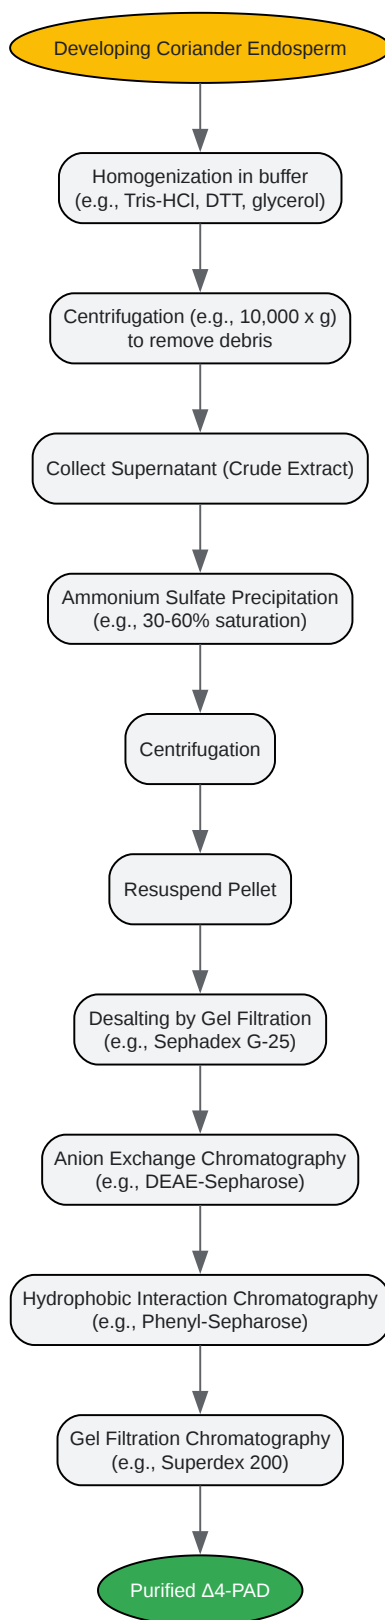 Developing Coriander Endosperm
Homogenization in buffer
(e.g., Tris-HCl, DTT, glycerol)
Centrifugation (e.g., 10,000 x g)
to remove debris
Collect Supernatant (Crude Extract)
Ammonium Sulfate Precipitation
(e.g., 30-60% saturation)
Centrifugation
Resuspend Pellet
Desalting by Gel Filtration
(e.g., Sephadex G-25)
Anion Exchange Chromatography
(e.g., DEAE-Sepharose)
Hydrophobic Interaction Chromatography
(e.g., Phenyl-Sepharose)
Gel Filtration Chromatography
(e.g., Superdex 200)
Purified Δ4-PAD